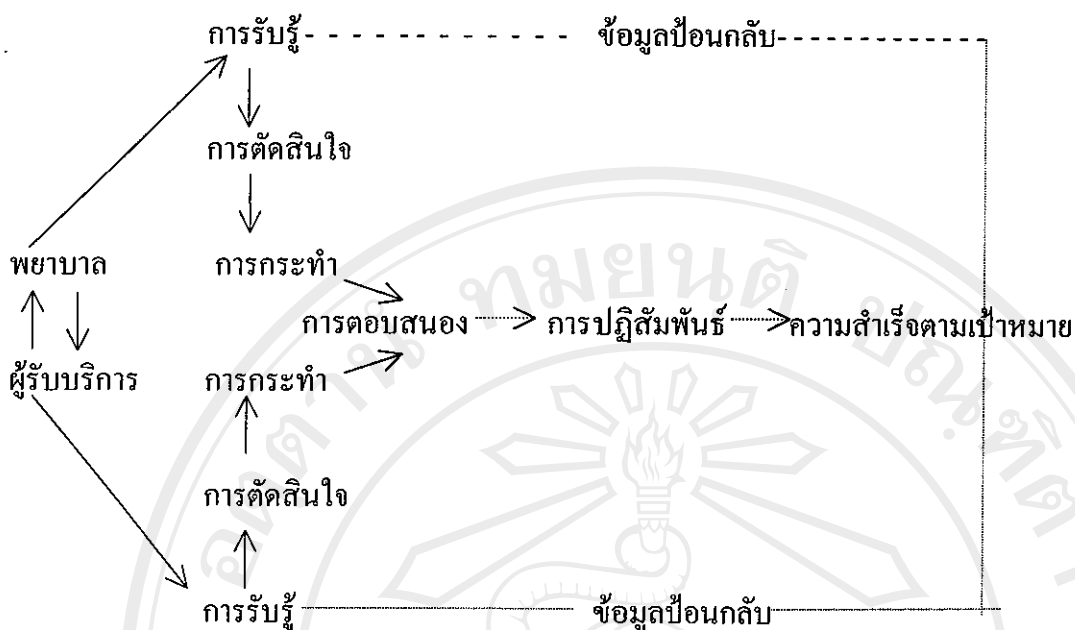 การรับรู้ ข้อมูลป้อนกลับ
การตัดสินใจ
พยาบาล การกระทำ
การตอบสนอง การปฏิสัมพันธ์ ความสำเร็จตามเป้าหมาย
ผู้รับบริการ การกระทำ
การตัดสินใจ
การรับรู้ ข้อมูลป้อนกลับ